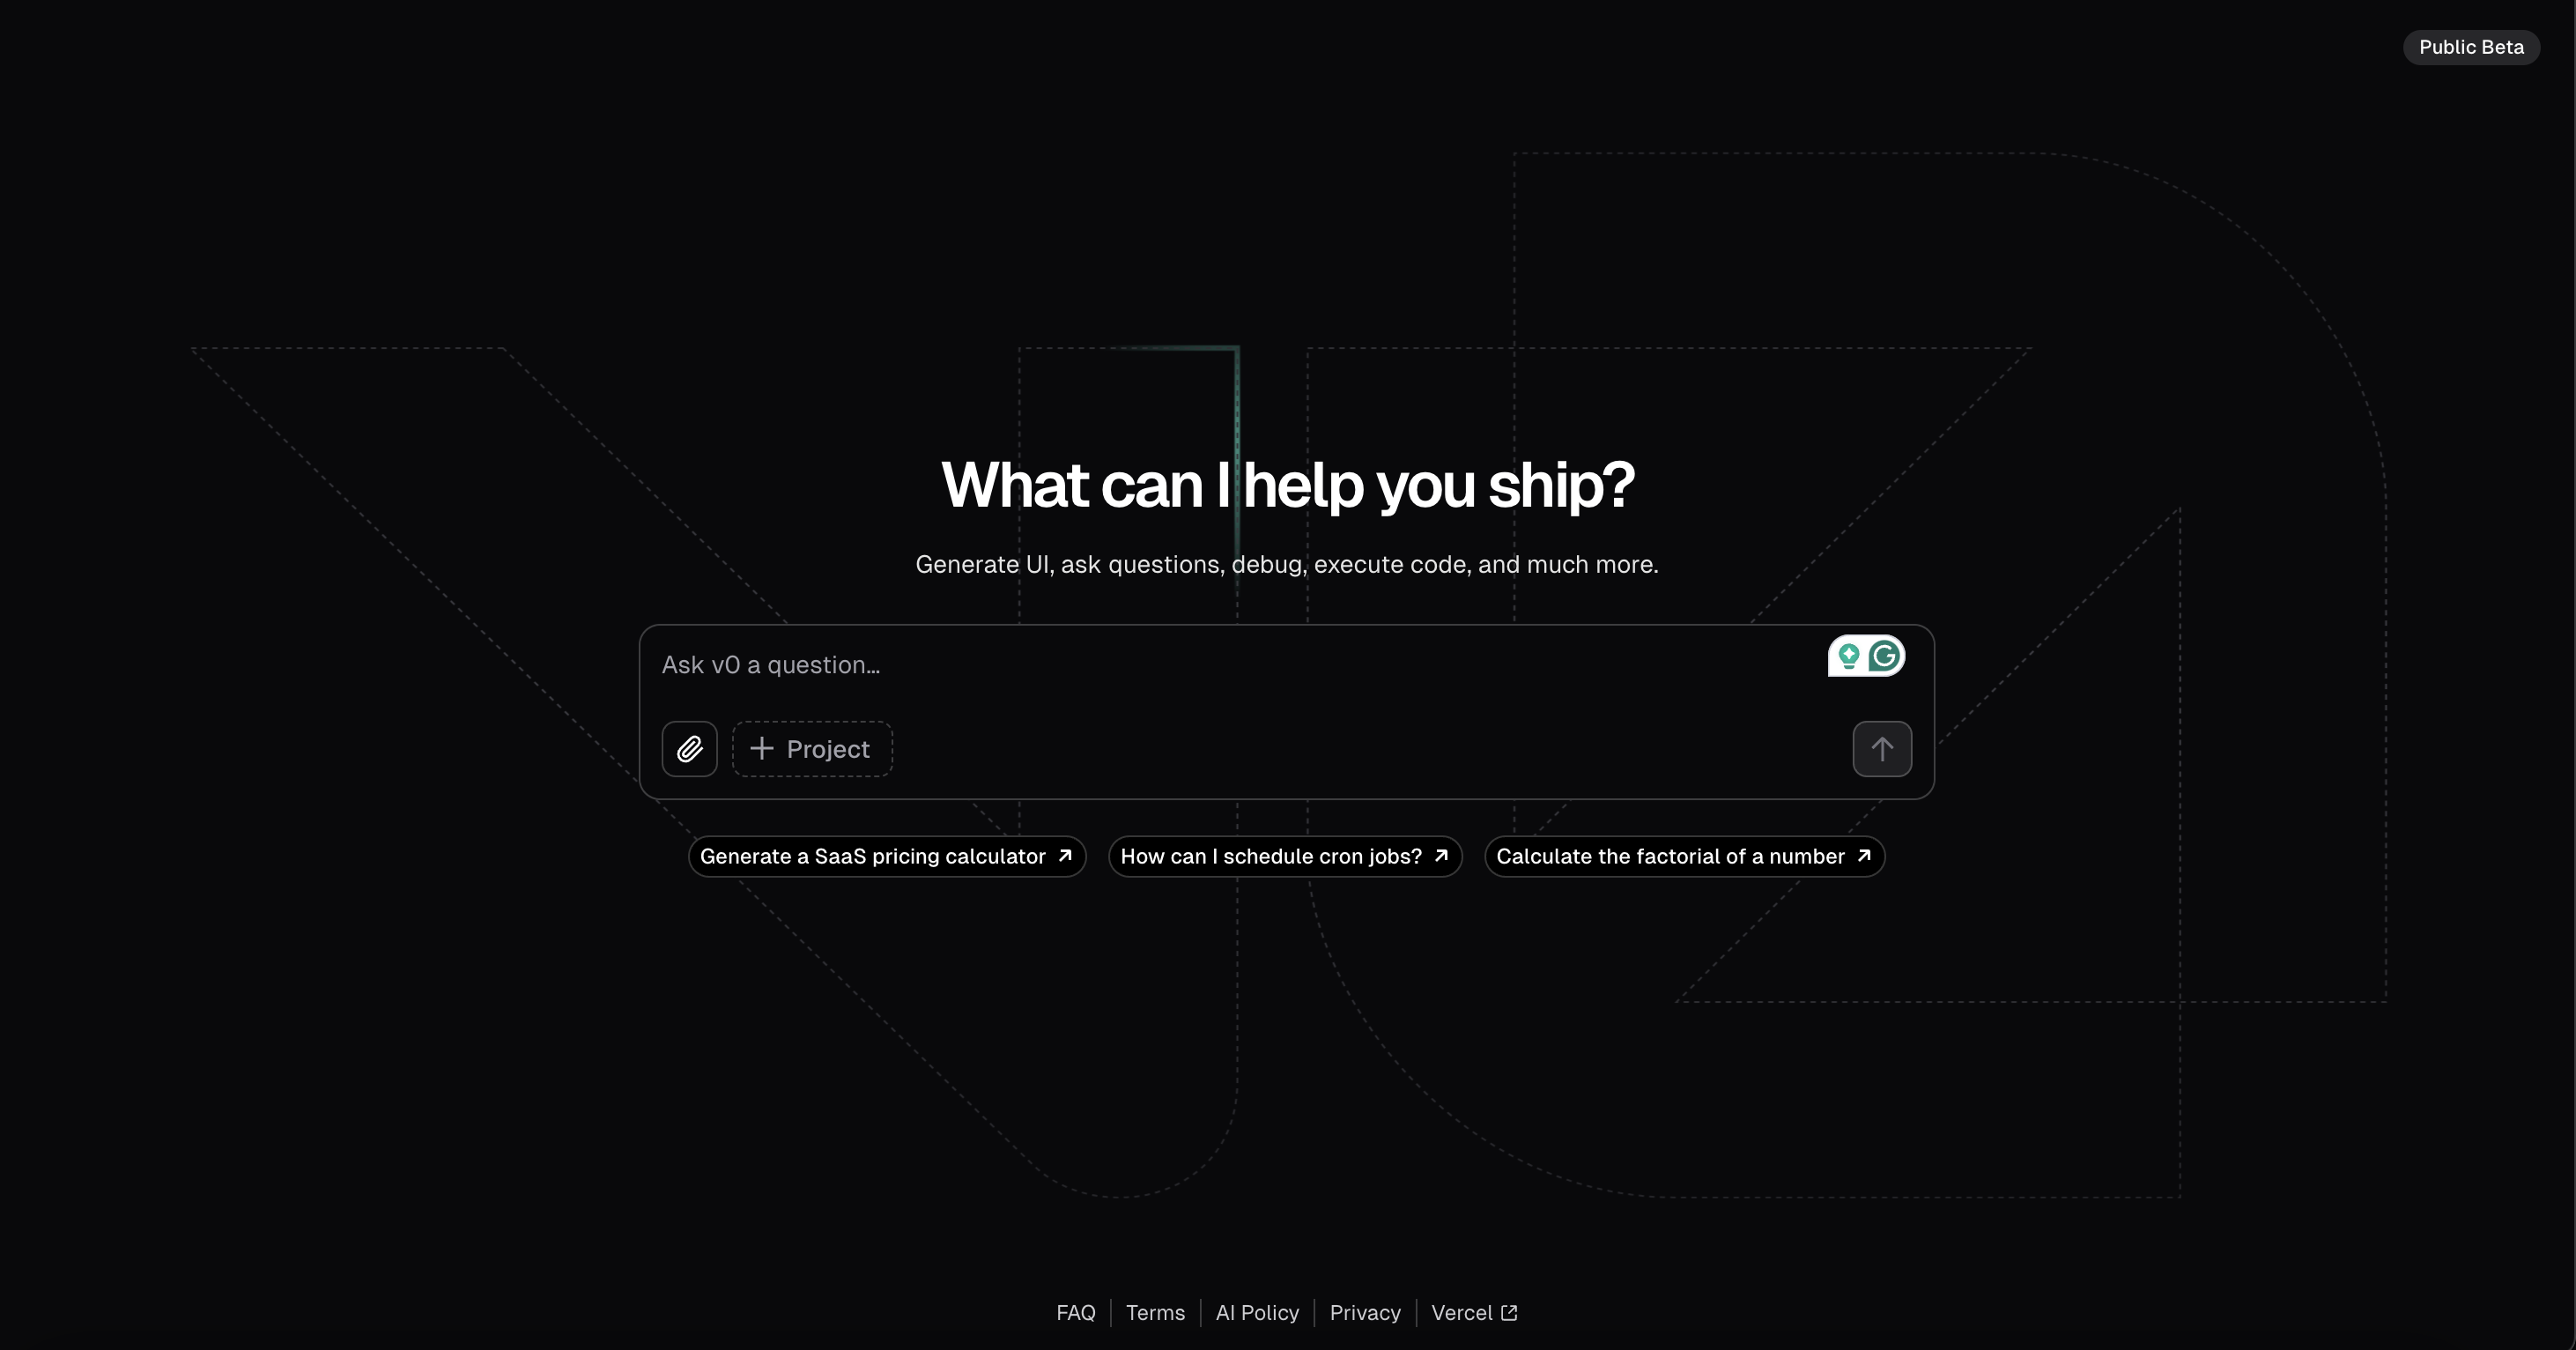 Public Beta
What can I help you ship?
Generate UI, ask questions, debug, execute code, and much more.
Ask v0 a question...
Project
Generate a SaaS pricing calculator
How can I schedule cron jobs?
Calculate the factorial of a number
FAQ
Terms
AI Policy
Privacy
Vercel